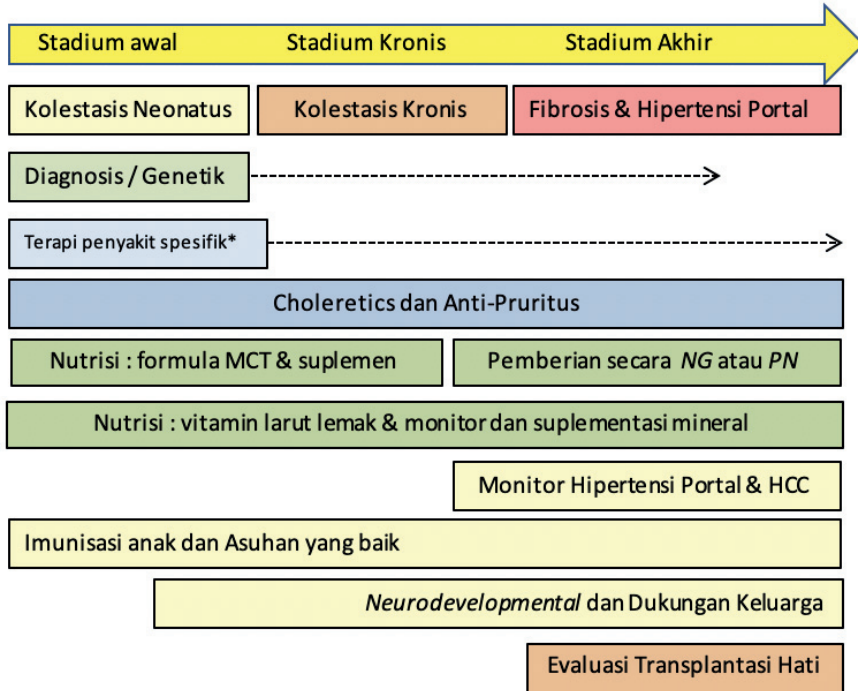 Stadium awal Stadium Kronis Stadium Akhir
Kolestasis Neonatus Kolestasis Kronis Fibrosis & Hipertensi Portal
Diagnosis / Genetik
Terapi penyakit spesifik*
Choleretics dan Anti-Pruritus
Nutrisi : formula MCT & suplemen Pemberian secara NG atau PN
Nutrisi : vitamin larut lemak & monitor dan suplementasi mineral
Monitor Hipertensi Portal & HCC
Imunisasi anak dan Asuhan yang baik
Neurodevelopmental dan Dukungan Keluarga
Evaluasi Transplantasi Hati